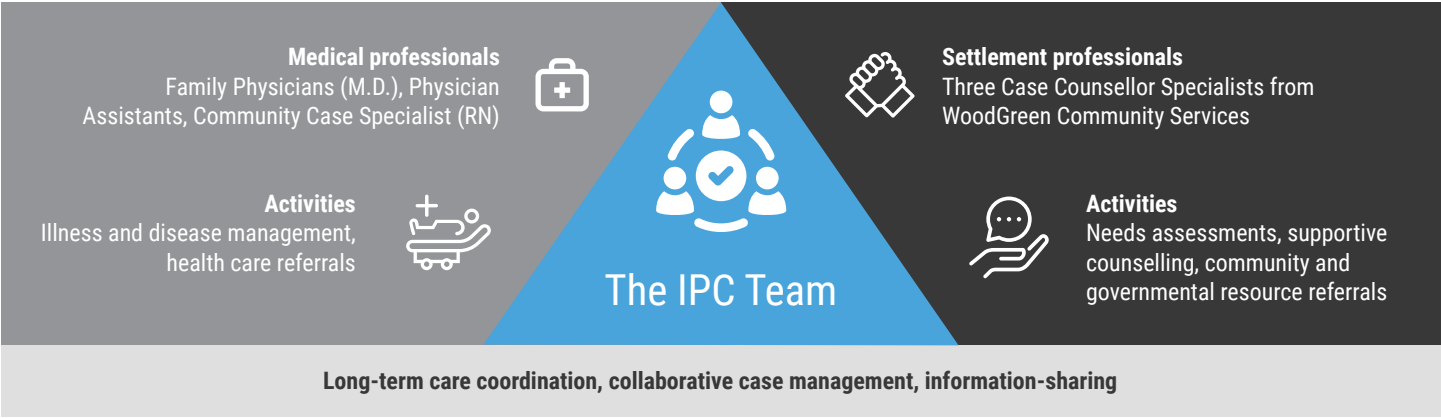 Medical professionals
Family Physicians (M.D.), Physician
Assistants, Community Case Specialist (RN)
Activities
Illness and disease management,
health care referrals
The IPC Team
Settlement professionals
Three Case Counsellor Specialists from
WoodGreen Community Services
Activities
Needs assessments, supportive
counselling, community and
governmental resource referrals
Long-term care coordination, collaborative case management, information-sharing